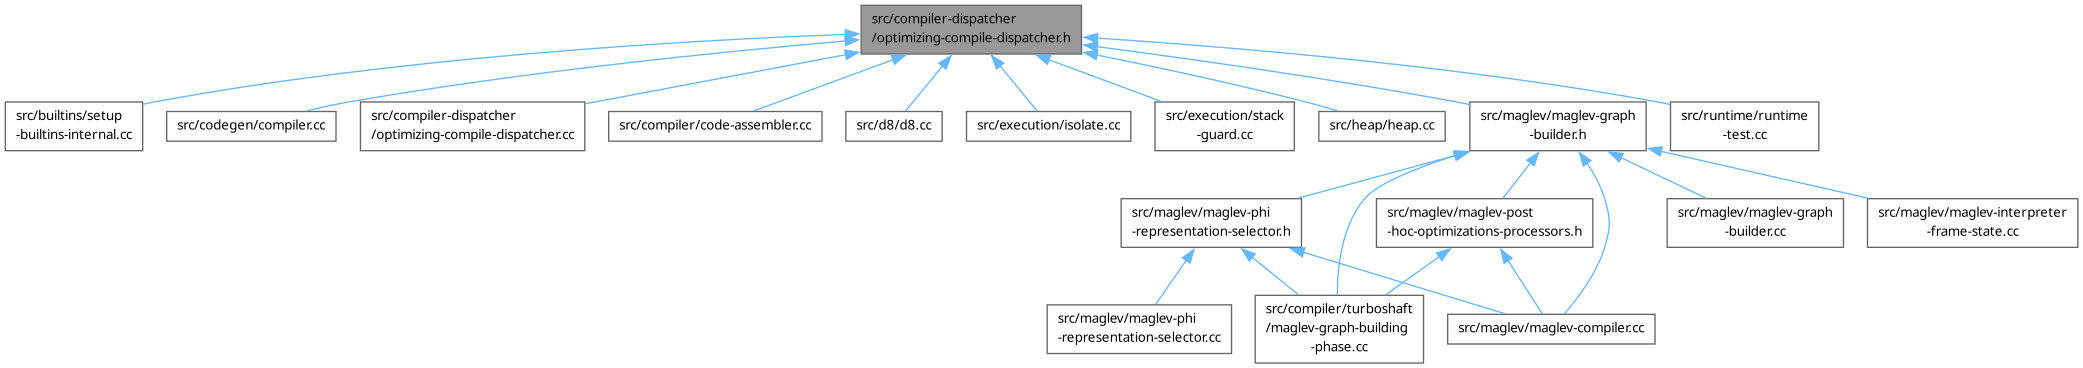 src/compiler-dispatcher
/optimizing-compile-dispatcher.h
src/builtins/setup
-builtins-internal.cc
src/codegen/compiler.cc
src/compiler-dispatcher
/optimizing-compile-dispatcher.cc
src/compiler/code-assembler.cc
src/d8/d8.cc
src/execution/isolate.cc
src/execution/stack
-guard.cc
src/heap/heap.cc
src/maglev/maglev-graph
-builder.h
src/runtime/runtime
-test.cc
src/maglev/maglev-phi
-representation-selector.h
src/maglev/maglev-post
-hoc-optimizations-processors.h
src/maglev/maglev-graph
-builder.cc
src/maglev/maglev-interpreter
-frame-state.cc
src/maglev/maglev-phi
-representation-selector.cc
src/compiler/turboshaft
/maglev-graph-building
-phase.cc
src/maglev/maglev-compiler.cc